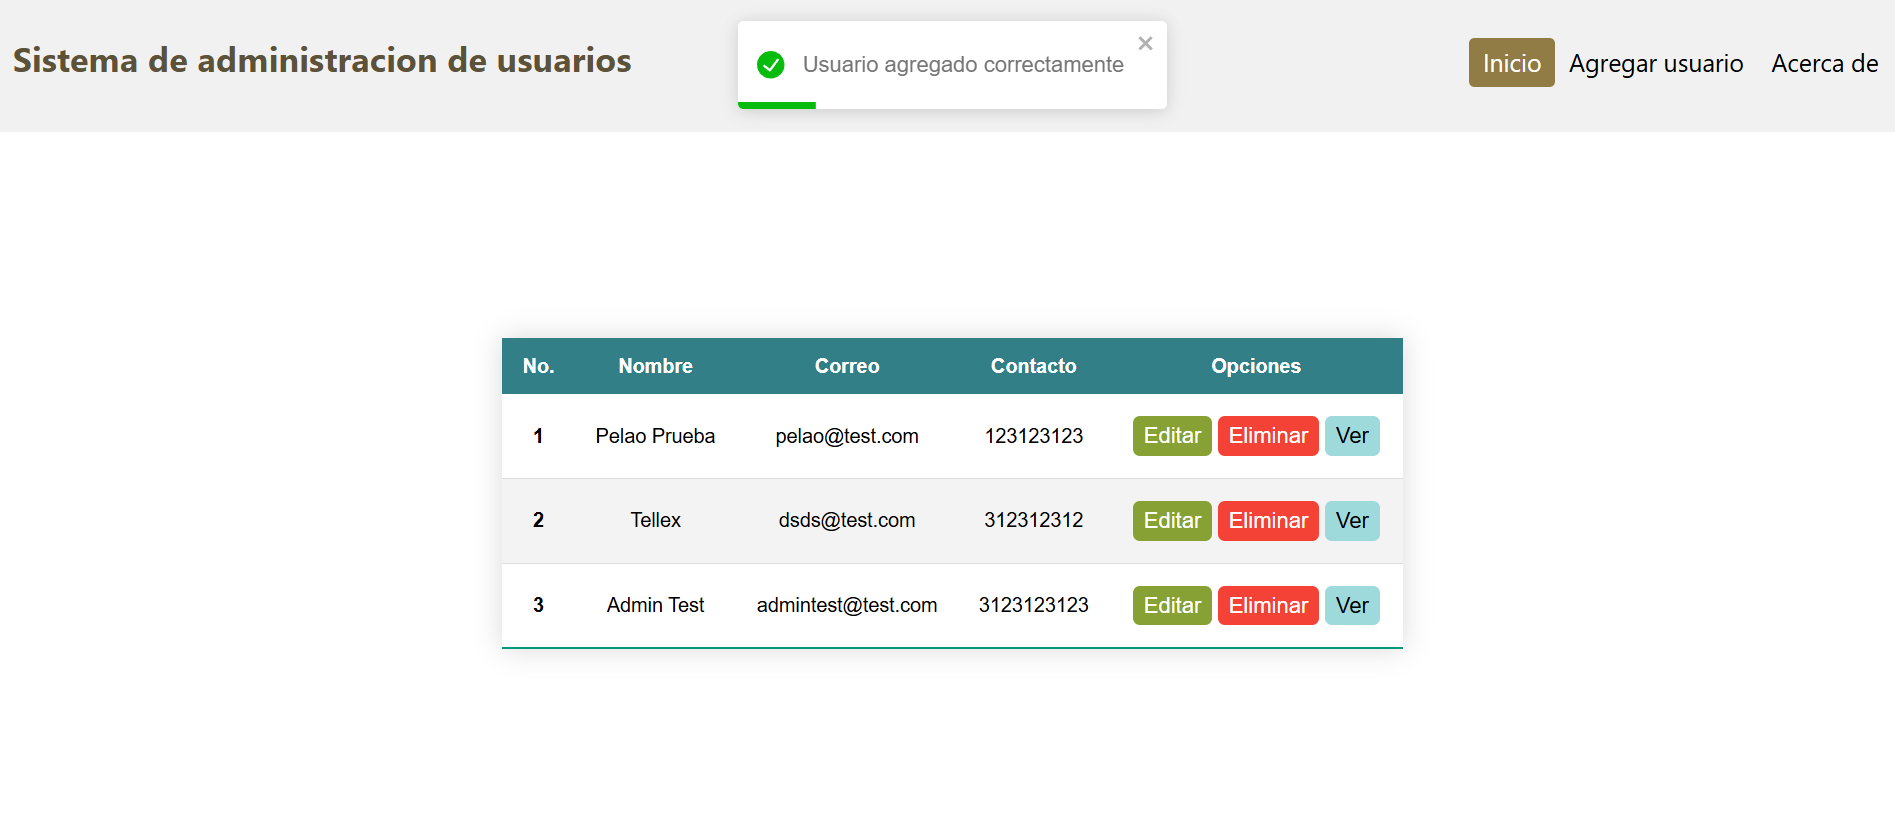 Sistema de administracion de usuarios
Usuario agregado correctamente
Inicio Agregar usuario Acerca de
No. Nombre Correo Contacto Opciones
1 Pelao Prueba pelao@test.com 123123123 Editar Eliminar Ver
2 Tellex dsds@test.com 312312312 Editar Eliminar Ver
3 Admin Test admintest@test.com 3123123123 Editar Eliminar Ver